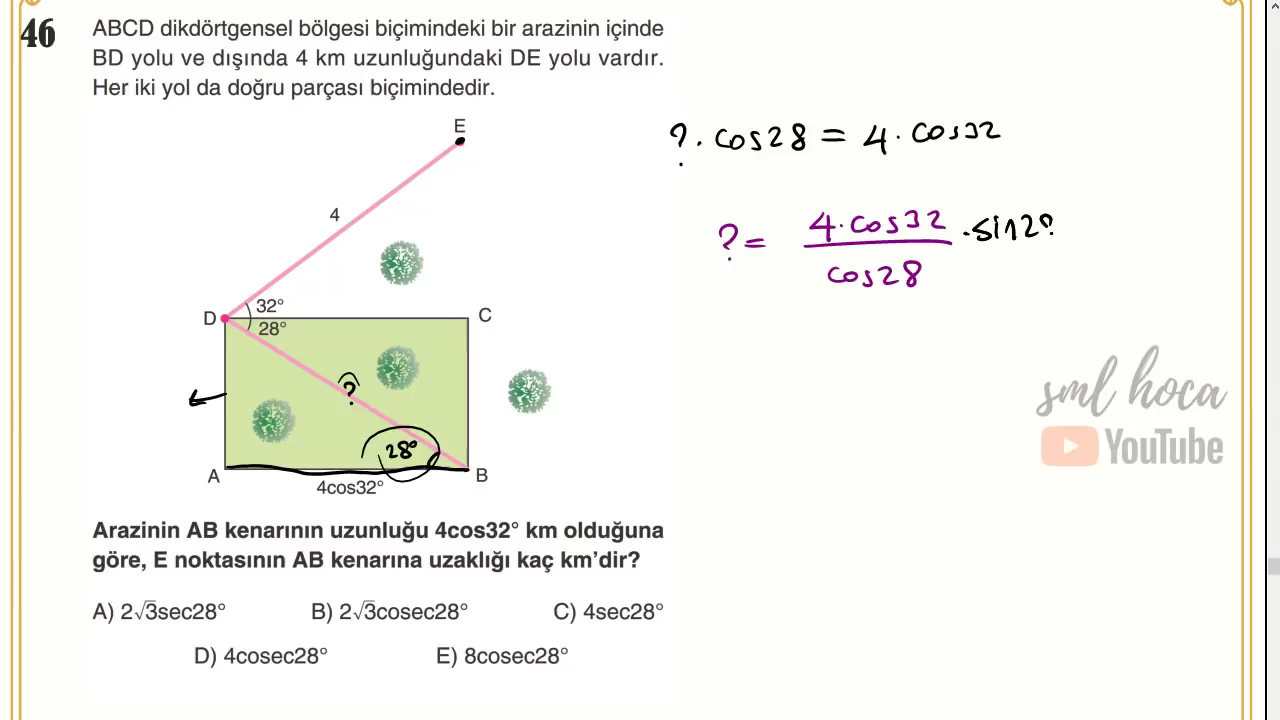 46
ABCD dikdörtgensel bölgesi biçimindeki bir arazinin içinde
BD yolu ve dışında 4 km uzunluğundaki DE yolu vardır.
Her iki yol da doğru parçası biçimindedir.
E
4
32°
28°
D
C
?
28°
A
B
4cos32°
Arazinin AB kenarının uzunluğu 4cos32° km olduğuna
göre, E noktasının AB kenarına uzaklığı kaç km'dir?
A) 2√3sec28° B) 2√3cosec28° C) 4sec28°
D) 4cosec28° E) 8cosec28°
?. cos28 = 4. cos32
?= 4.cos32 .sin28
cos28
sml hoca
YouTube